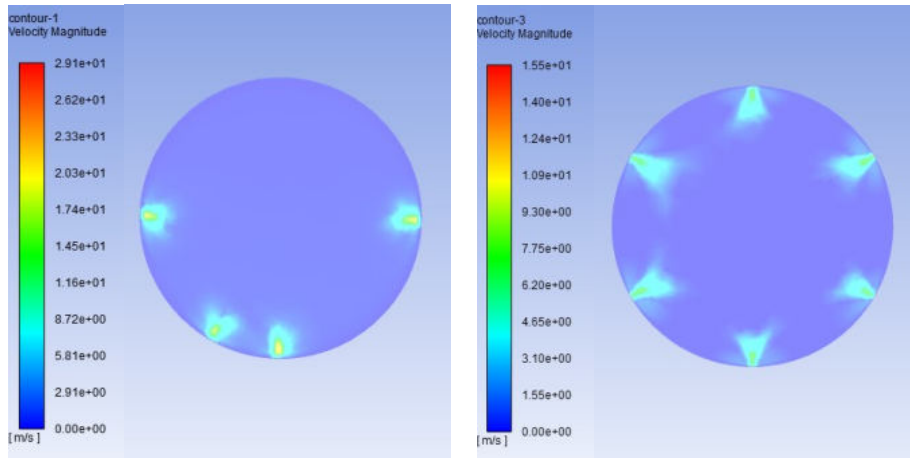 contour-1
Velocity Magnitude
2.91e+01
2.62e+01
2.33e+01
2.03e+01
1.74e+01
1.45e+01
1.16e+01
8.72e+00
5.81e+00
2.91e+00
0.00e+00
[ m/s ]
contour-3
Velocity Magnitude
1.55e+01
1.40e+01
1.24e+01
1.09e+01
9.30e+00
7.75e+00
6.20e+00
4.65e+00
3.10e+00
1.55e+00
0.00e+00
[ m/s ]